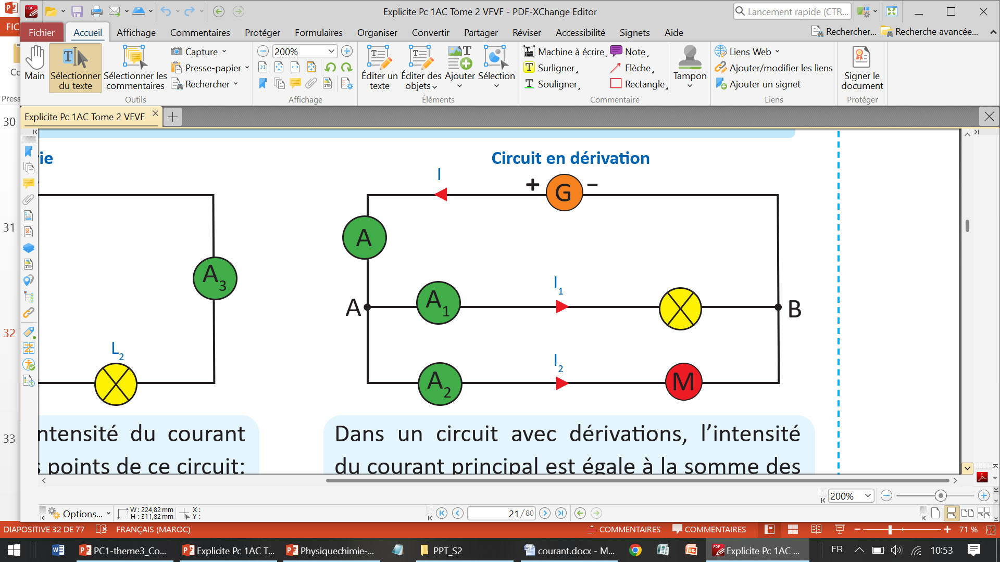 Explicite Pc 1AC Tome 2 VFVF - PDF-XChange Editor
Lancement rapide (CTR...
FIC
Fichier
Accueil
Affichage
Commentaires
Protéger
Formulaires
Organiser
Convertir
Partager
Réviser
Accessibilité
Signets
Aide
Rechercher...
Recherche avancée...
Main
Sélectionner du texte
Sélectionner les commentaires
Capture
Presse-papier
Rechercher
Outils
200%
Affichage
Éditer un texte
Éditer des objets
Ajouter
Sélection
Éléments
Machine à écrire
Surligner
Souligner
Note
Flèche
Rectangle
Tampon
Commentaire
Liens Web
Ajouter/modifier les liens
Ajouter un signet
Liens
Signer le document
Protéger
Co
Press
Explicite Pc 1AC Tome 2 VFVF
30
31
32
33
rie
Circuit en dérivation
I
+ G −
A
A3
I1
A A1 B
L2
I2
A2 M
ntensité du courant
s points de ce circuit:
Dans un circuit avec dérivations, l’intensité
du courant principal est égale à la somme des
200%
Options...
W : 224,82 mm
H : 311,82 mm
X :
Y :
21 / 80
DIAPOSITIVE 32 DE 77
FRANÇAIS (MAROC)
COMMENTAIRES
COMMENTAIRES
71 %
PC1-theme3_Co...
Explicite Pc 1AC T...
Physiquechimie-...
PPT_S2
courant.docx - M...
Explicite Pc 1AC ...
FR
10:53